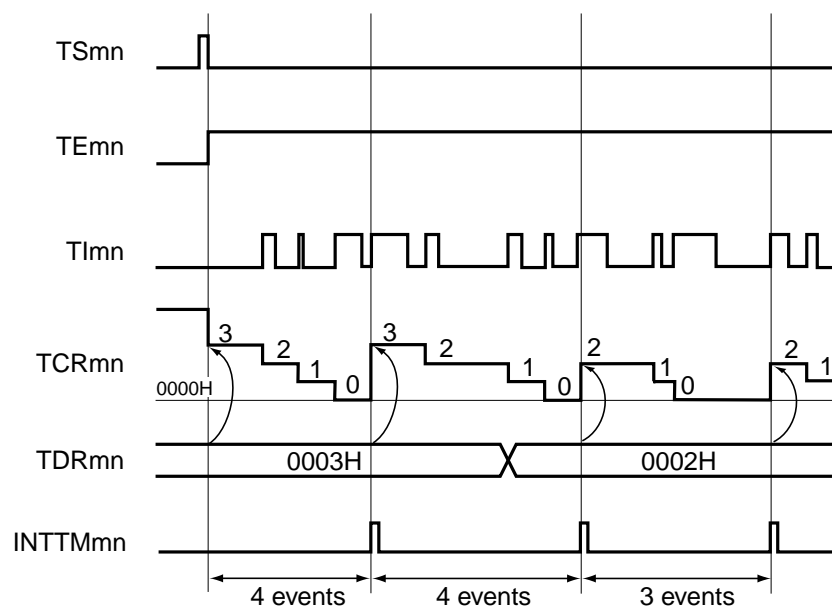 TSmn
TEmn
TImn
TCRmn
3
2
1
0
3
2
1
0
2
1
0
2
1
0000H
TDRmn
0003H
0002H
INTTMmn
4 events
4 events
3 events